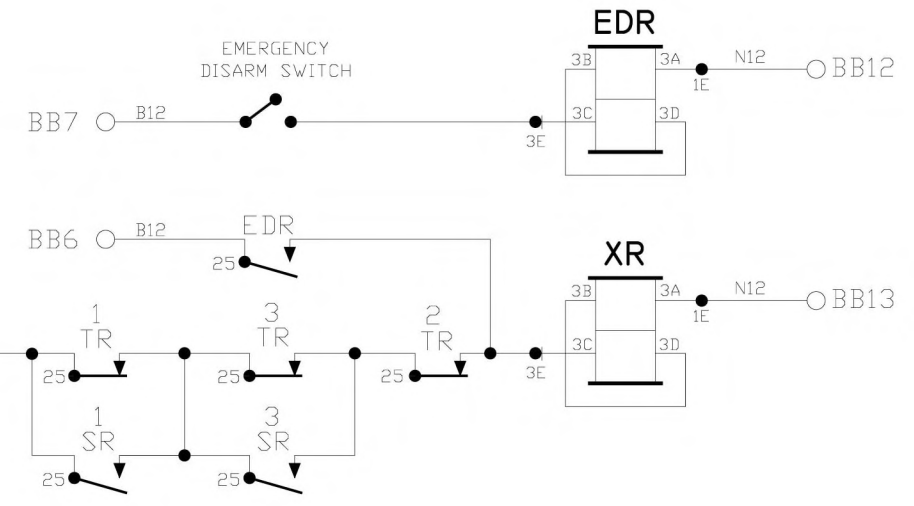 EDR
EMERGENCY
DISARM SWITCH
3B
3A
N12
1E
BB12
BB7
B12
3E
3C
3D
BB6
B12
EDR
25
XR
3B
3A
N12
1E
BB13
1
TR
25
3
TR
25
2
TR
25
3E
3C
3D
1
SR
25
3
SR
25